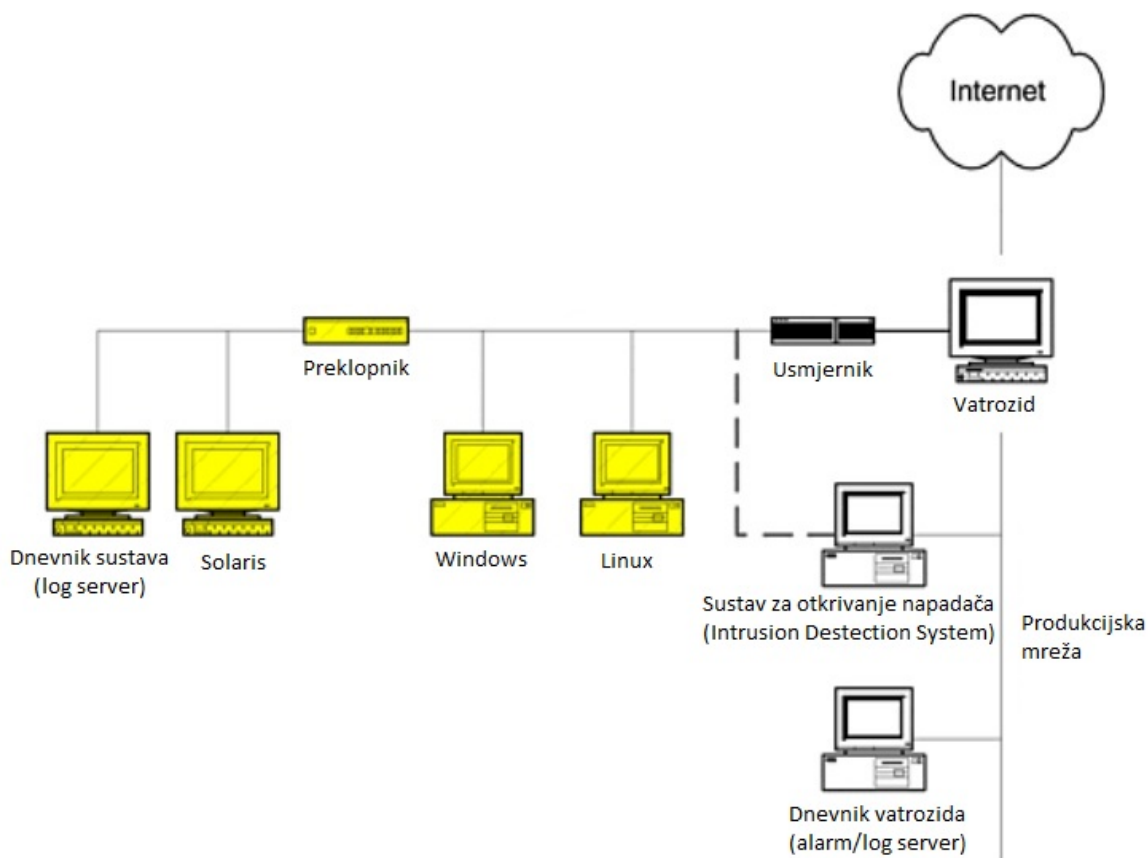 Internet
Preklopnik
Usmjernik
Vatrozid
Dnevnik sustava
(log server)
Solaris
Windows
Linux
Sustav za otkrivanje napadača
(Intrusion Destection System)
Produkcijska
mreža
Dnevnik vatrozida
(alarm/log server)